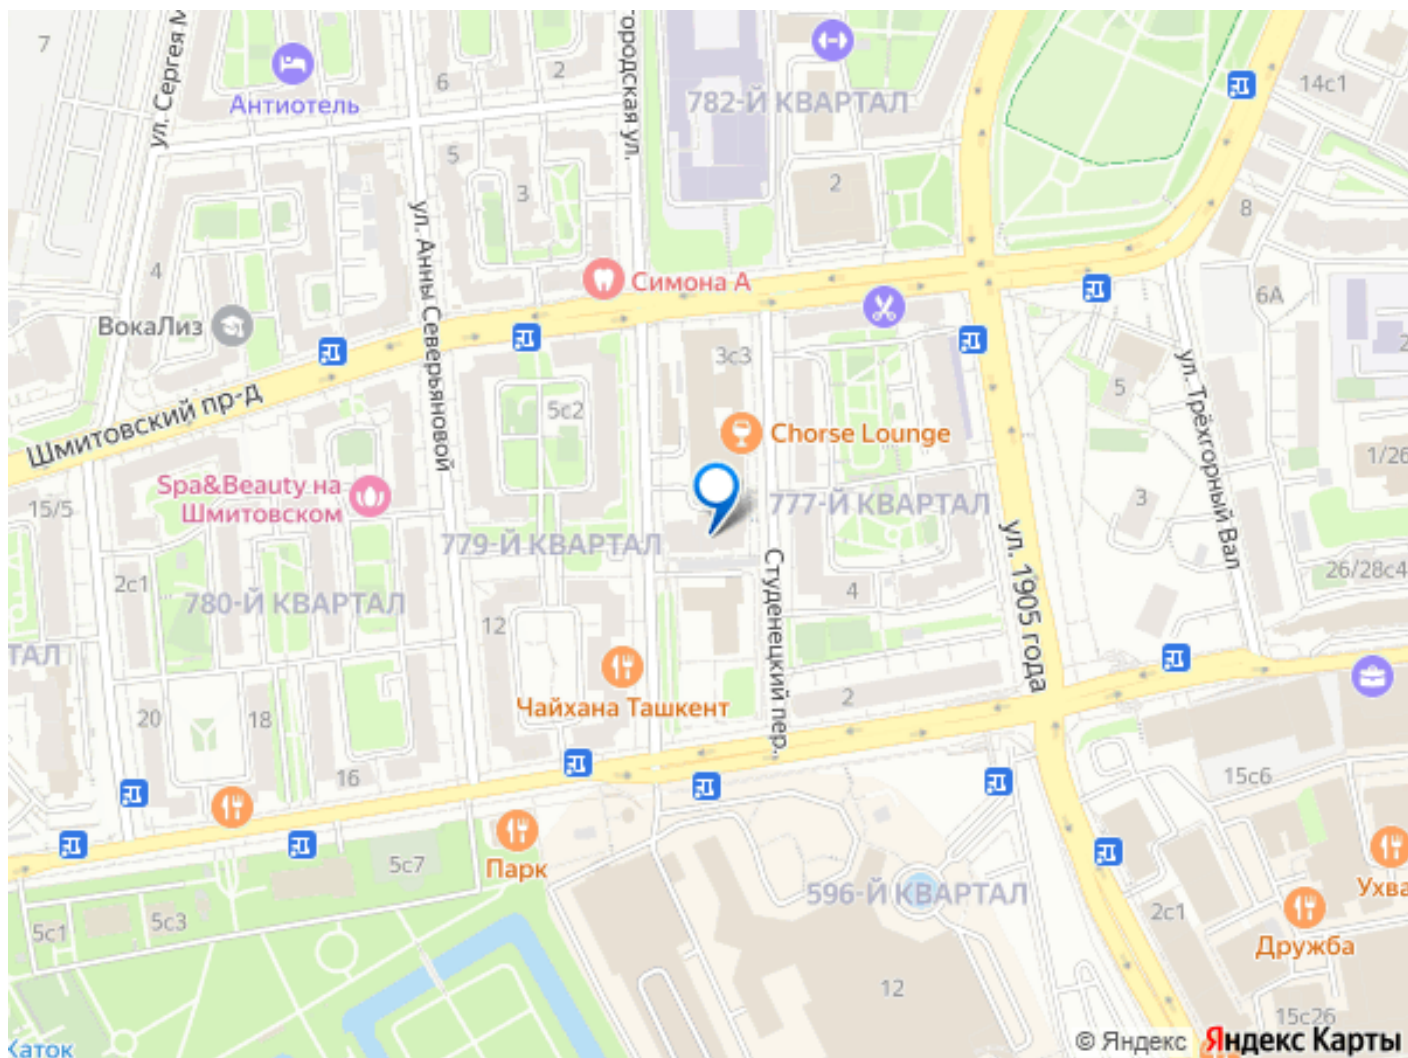 7
ул. Сергея М
Антиотель
6
2
городская ул.
782-Й КВАРТАЛ
14с1
5
3
2
8
4
ул. Анны Северьяновой
Симона А
6А
ВокаЛиз
3с3
2
5
ул. Трёхгорный Вал
Шмитовский пр-д
5с2
Chorse Lounge
1/26
15/5
Spa&Beauty на
Шмитовском
777-Й КВАРТАЛ
3
779-Й КВАРТАЛ
ул. 1905 года
Студенецкий пер.
26/28с4
2с1
780-Й КВАРТАЛ
4
12
ТАЛ
Чайхана Ташкент
2
20
18
16
15с6
5с7
Парк
596-Й КВАРТАЛ
Ухва
5с1
5с3
2с1
Дружба
12
15с26
Каток
© Яндекс
Яндекс Карты